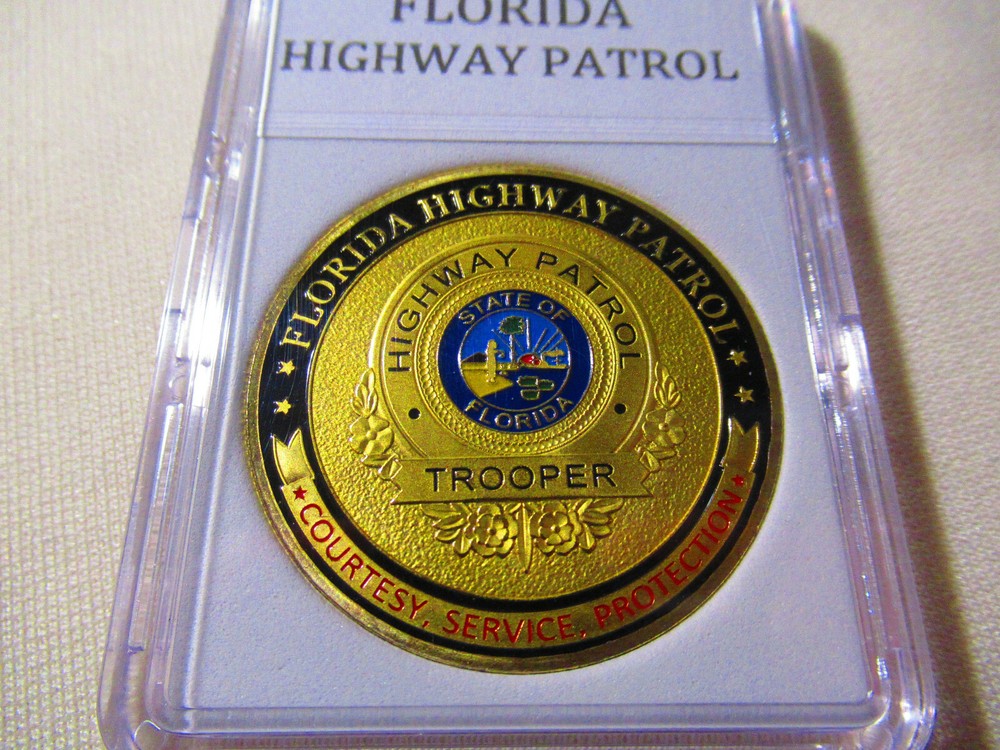 FLORIDA
HIGHWAY PATROL
FLORIDA HIGHWAY PATROL
HIGHWAY PATROL
STATE OF
FLORIDA
TROOPER
COURTESY, SERVICE, PROTECTION